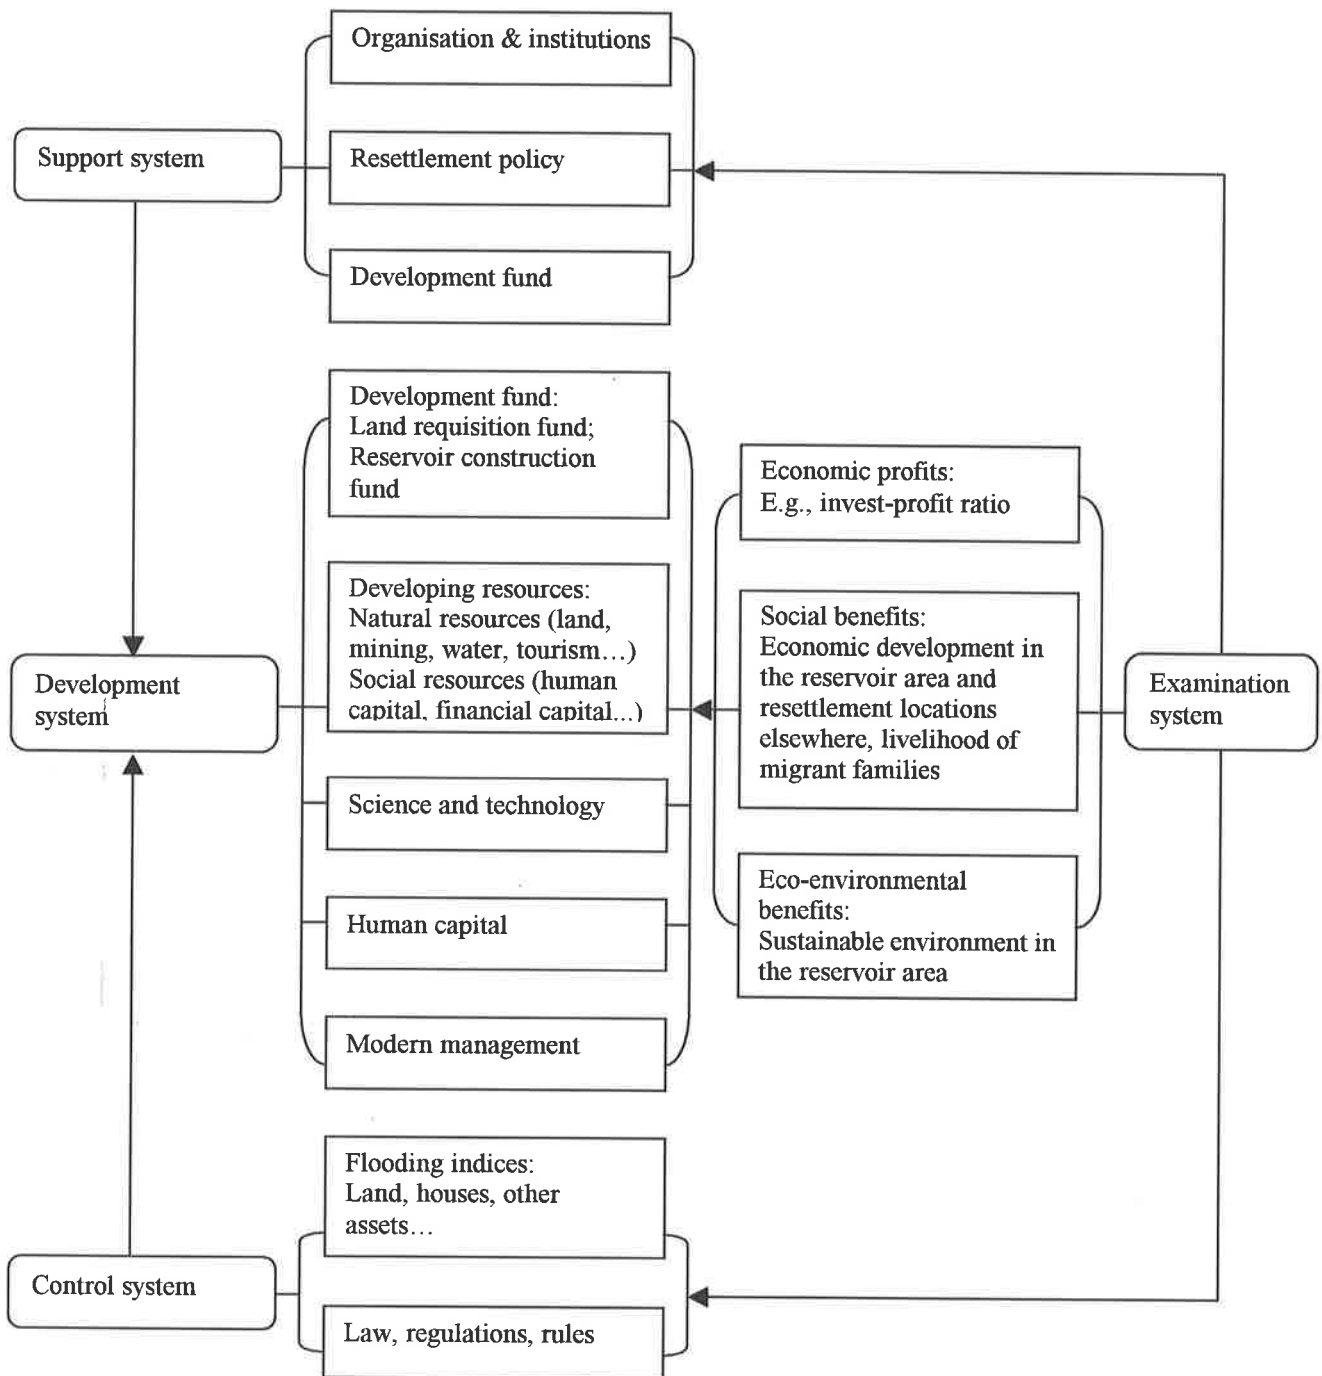 Organisation & institutions
Support system
Resettlement policy
Development fund
Development fund:
Land requisition fund;
Reservoir construction
fund
Economic profits:
E.g., invest-profit ratio
Developing resources:
Natural resources (land,
mining, water, tourism…)
Social resources (human
capital, financial capital…)
Social benefits:
Economic development in
the reservoir area and
resettlement locations
elsewhere, livelihood of
migrant families
Development
system
Examination
system
Science and technology
Eco-environmental
benefits:
Sustainable environment in
the reservoir area
Human capital
Modern management
Flooding indices:
Land, houses, other
assets…
Control system
Law, regulations, rules